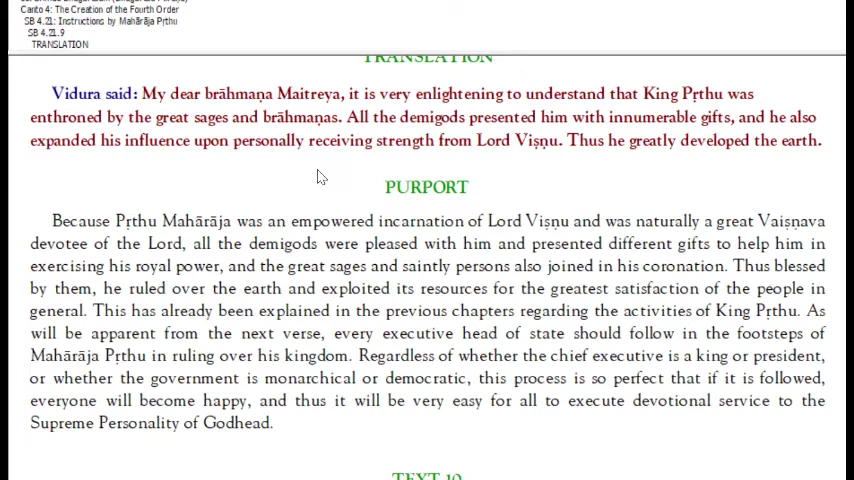 Canto 4: The Creation of the Fourth Order
SB 4.21: Instructions by Mahārāja Pṛthu
SB 4.21.9
TRANSLATION
TRANSLATION
Vidura said: My dear brāhmaṇa Maitreya, it is very enlightening to understand that King Pṛthu was
enthroned by the great sages and brāhmaṇas. All the demigods presented him with innumerable gifts, and he also
expanded his influence upon personally receiving strength from Lord Viṣṇu. Thus he greatly developed the earth.
PURPORT
Because Pṛthu Mahārāja was an empowered incarnation of Lord Viṣṇu and was naturally a great Vaiṣṇava
devotee of the Lord, all the demigods were pleased with him and presented different gifts to help him in
exercising his royal power, and the great sages and saintly persons also joined in his coronation. Thus blessed
by them, he ruled over the earth and exploited its resources for the greatest satisfaction of the people in
general. This has already been explained in the previous chapters regarding the activities of King Pṛthu. As
will be apparent from the next verse, every executive head of state should follow in the footsteps of
Mahārāja Pṛthu in ruling over his kingdom. Regardless of whether the chief executive is a king or president,
or whether the government is monarchical or democratic, this process is so perfect that if it is followed,
everyone will become happy, and thus it will be very easy for all to execute devotional service to the
Supreme Personality of Godhead.
TEXT 10